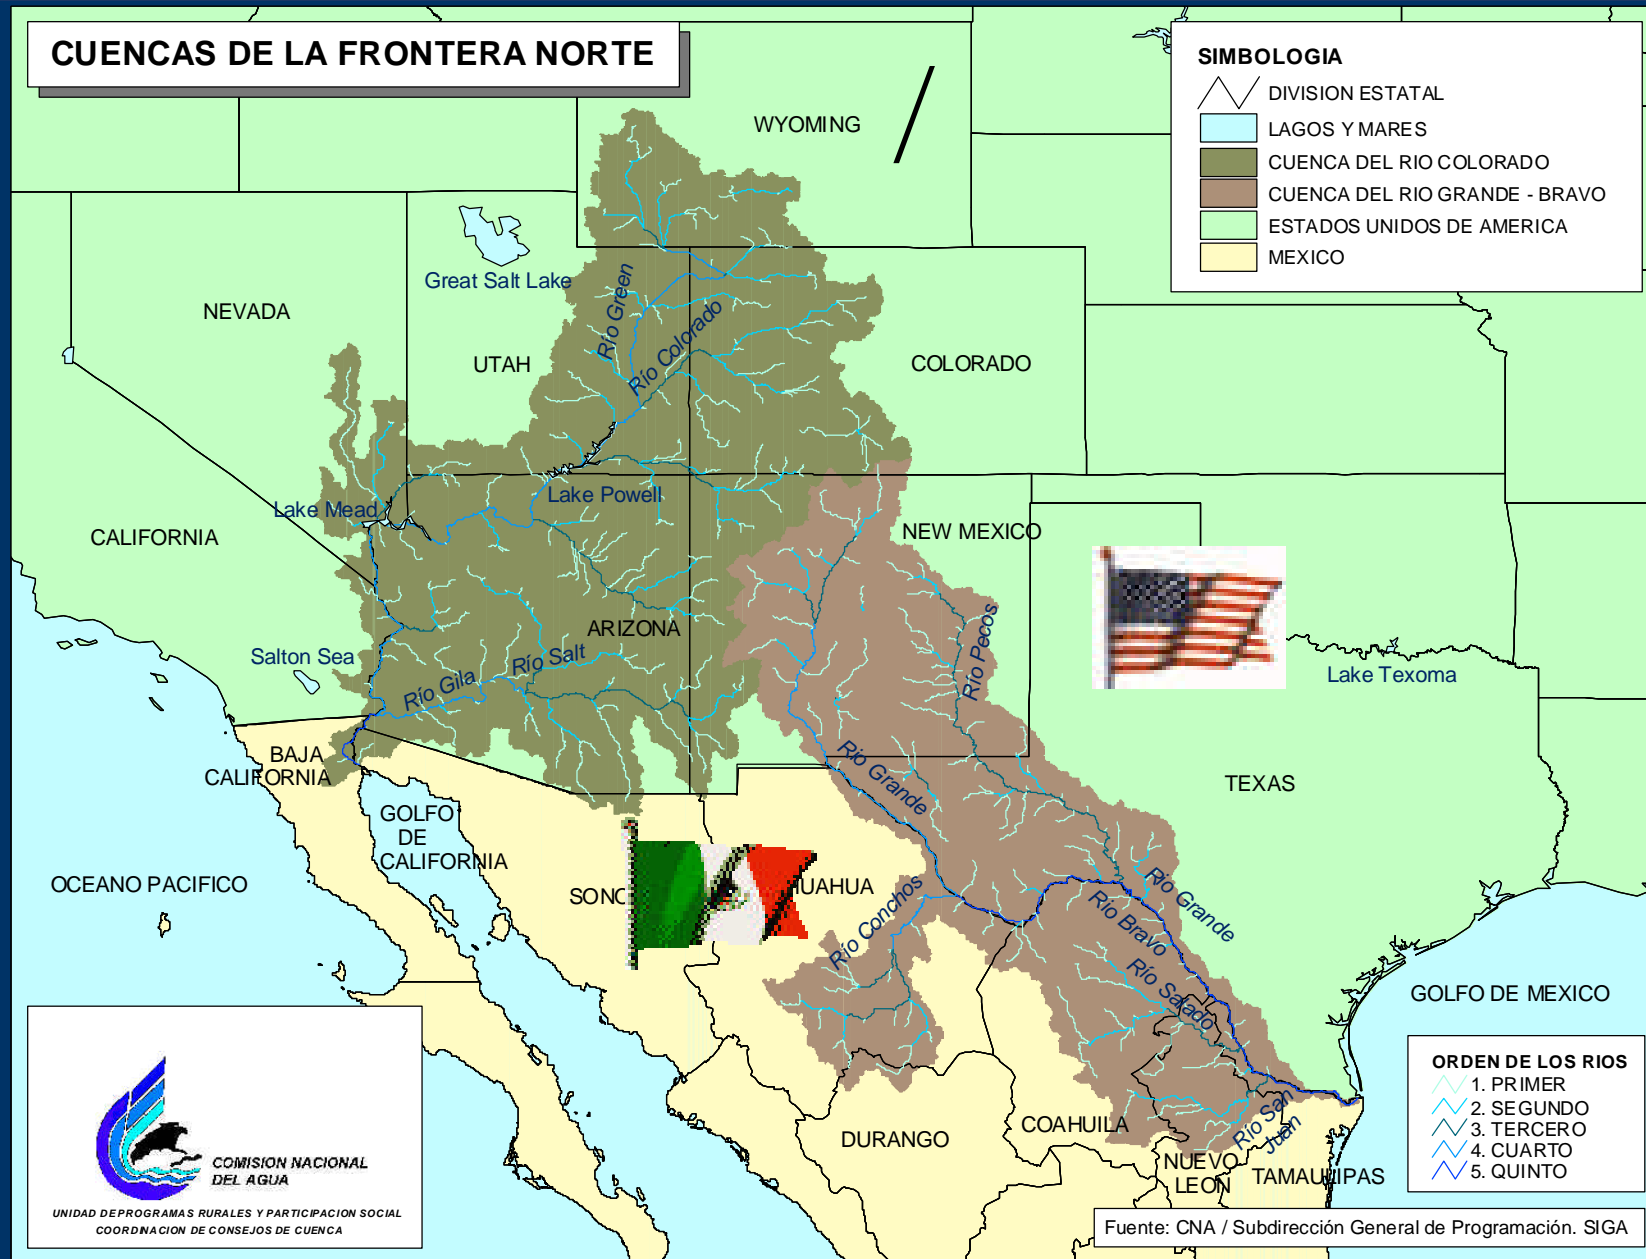 CUENCAS DE LA FRONTERA NORTE
SIMBOLOGIA
DIVISION ESTATAL
LAGOS Y MARES
CUENCA DEL RIO COLORADO
CUENCA DEL RIO GRANDE - BRAVO
ESTADOS UNIDOS DE AMERICA
MEXICO
WYOMING
Great Salt Lake
NEVADA
UTAH
Río Green
Río Colorado
COLORADO
Lake Mead
Lake Powell
CALIFORNIA
NEW MEXICO
ARIZONA
Río Pecos
Salton Sea
Río Gila
Río Salt
Lake Texoma
BAJA
CALIFORNIA
Río Grande
TEXAS
GOLFO
DE
CALIFORNIA
OCEANO PACIFICO
SONO
HUAHUA
Río Conchos
Rio Grande
Río Bravo
Río Salado
GOLFO DE MEXICO
DURANGO
COAHUILA
Río San
Juan
NUEVO
LEON
TAMAULIPAS
ORDEN DE LOS RIOS
1. PRIMER
2. SEGUNDO
3. TERCERO
4. CUARTO
5. QUINTO
COMISION NACIONAL
DEL AGUA
UNIDAD DE PROGRAMAS RURALES Y PARTICIPACION SOCIAL
COORDINACION DE CONSEJOS DE CUENCA
Fuente: CNA / Subdirección General de Programación. SIGA